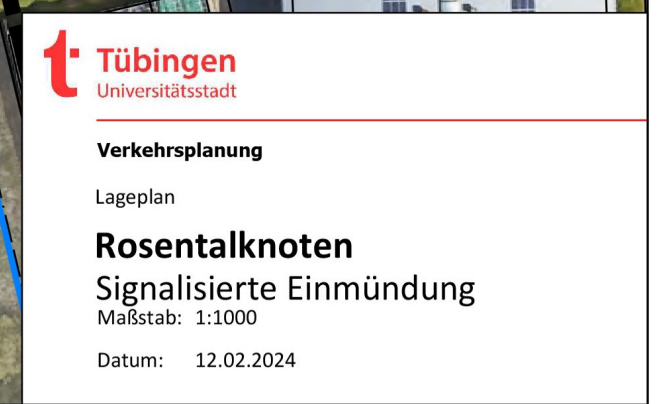 Tübingen
Universitätsstadt
Verkehrsplanung
Lageplan
Rosentalknoten
Signalisierte Einmündung
Maßstab: 1:1000
Datum: 12.02.2024